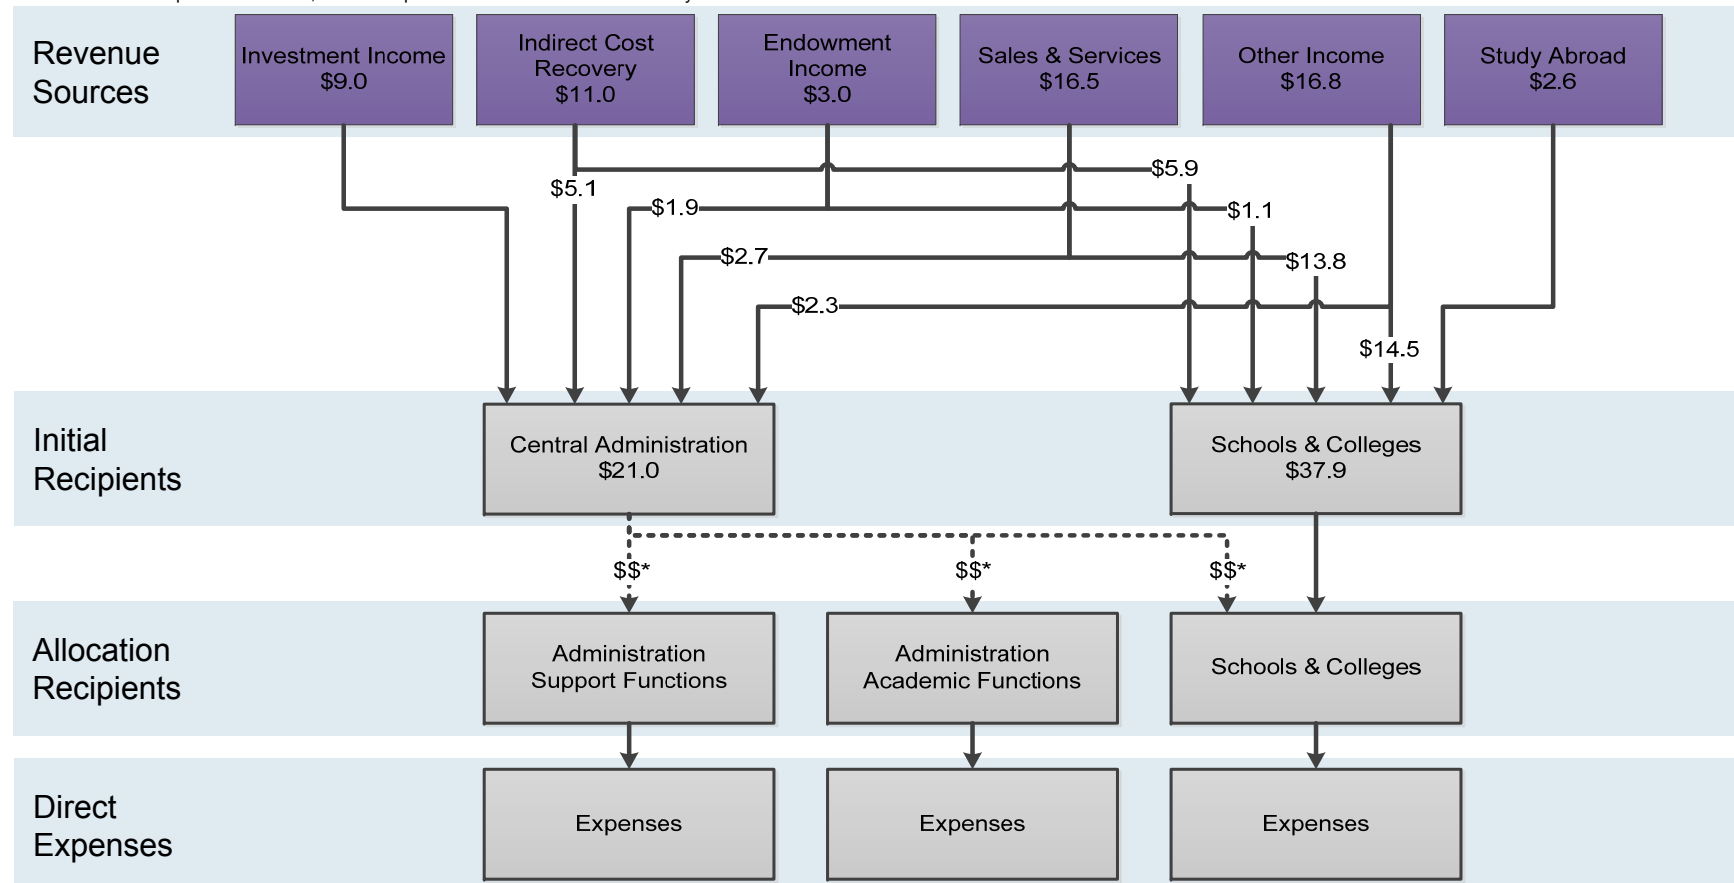 Revenue
Sources
Investment Income
$9.0
Indirect Cost
Recovery
$11.0
Endowment
Income
$3.0
Sales & Services
$16.5
Other Income
$16.8
Study Abroad
$2.6
$5.9
$5.1
$1.9
$1.1
$2.7
$13.8
$2.3
$14.5
Initial
Recipients
Central Administration
$21.0
Schools & Colleges
$37.9
$$*
$$*
$$*
Allocation
Recipients
Administration
Support Functions
Administration
Academic Functions
Schools & Colleges
Direct
Expenses
Expenses
Expenses
Expenses